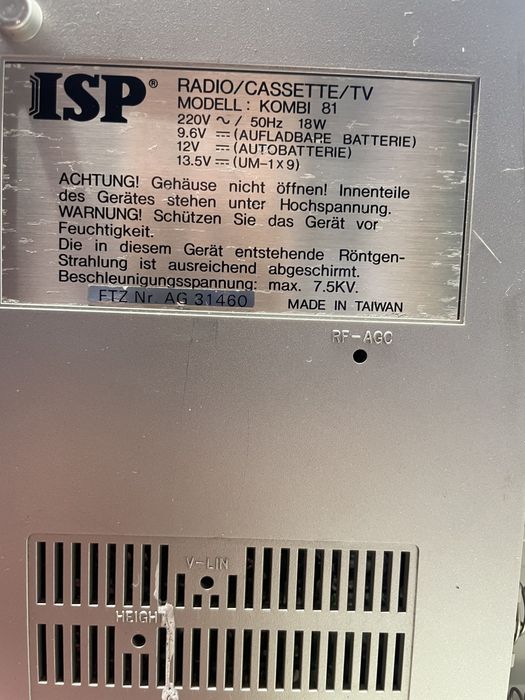 ISP® RADIO/CASSETTE/TV
MODELL: KOMBI 81
220V ~ / 50Hz 18W
9.6V ⎓ (AUFLADBARE BATTERIE)
12V ⎓ (AUTOBATTERIE)
13.5V ⎓ (UM-1×9)
ACHTUNG! Gehäuse nicht öffnen! Innenteile
des Gerätes stehen unter Hochspannung.
WARNUNG! Schützen Sie das Gerät vor
Feuchtigkeit.
Die in diesem Gerät entstehende Röntgen-
Strahlung ist ausreichend abgeschirmt.
Beschleunigungsspannung: max. 7.5KV.
FTZ Nr. AG 31460
MADE IN TAIWAN
RF-AGC
V-LIN
HEIGHT